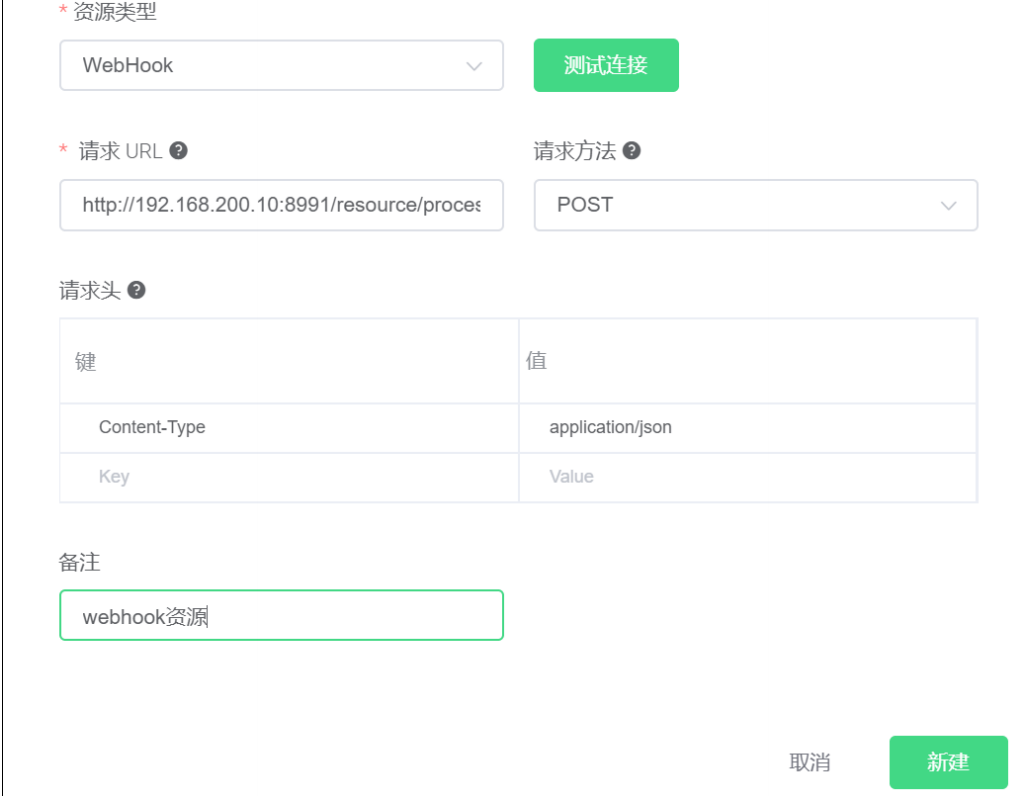 * 资源类型
WebHook
测试连接
* 请求 URL ?
请求方法 ?
http://192.168.200.10:8991/resource/proces
POST
请求头 ?
键 值
Content-Type application/json
Key Value
备注
webhook资源
取消 新建